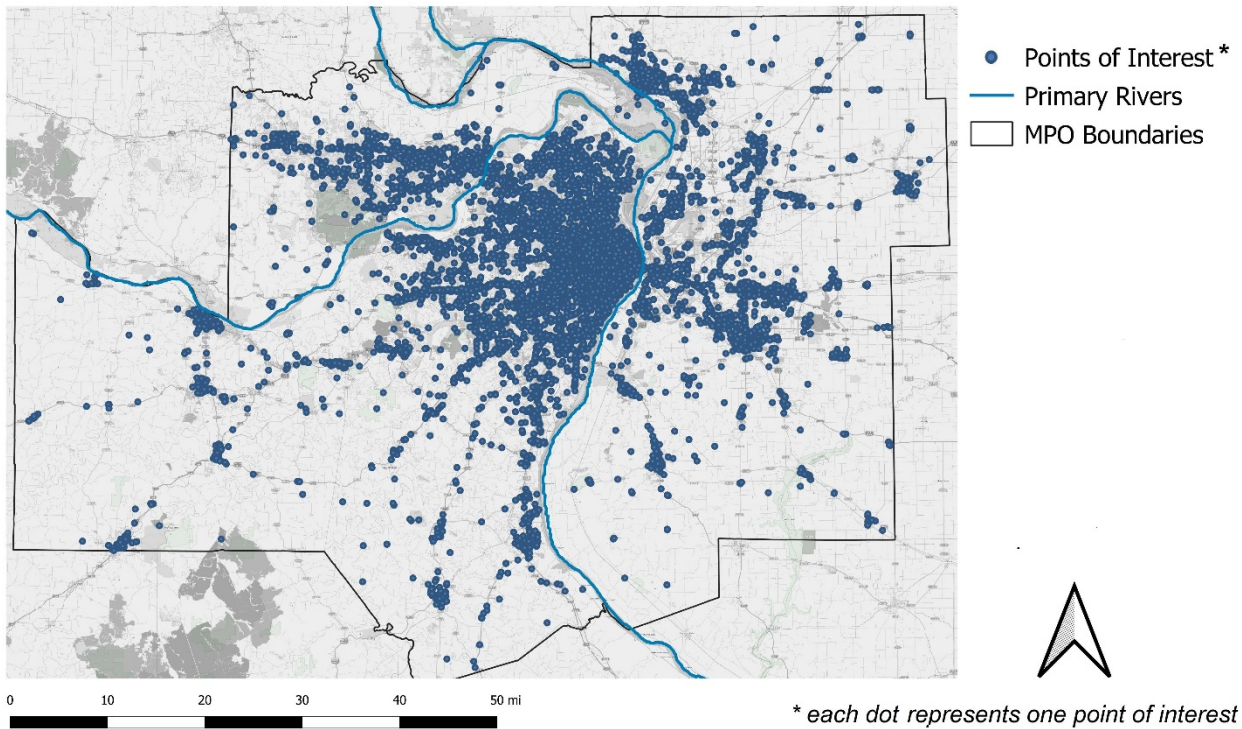 Points of Interest *
Primary Rivers
MPO Boundaries
0 10 20 30 40 50 mi
* each dot represents one point of interest